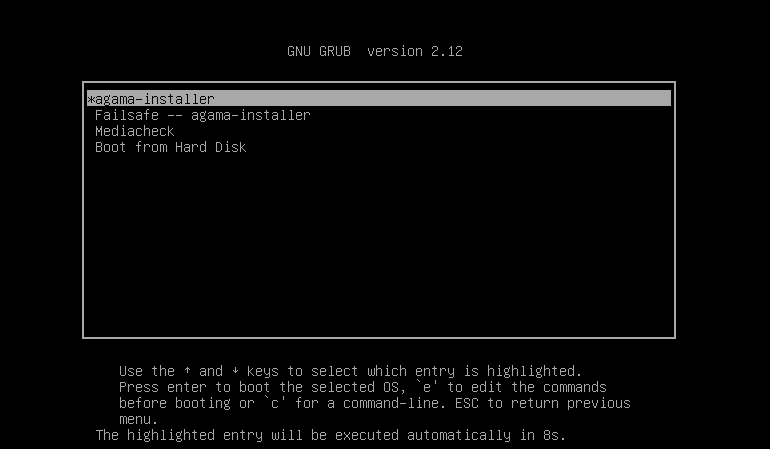 GNU GRUB  version 2.12
*agama-installer
Failsafe -- agama-installer
Mediacheck
Boot from Hard Disk
Use the ↑ and ↓ keys to select which entry is highlighted.
Press enter to boot the selected OS, `e' to edit the commands
before booting or `c' for a command-line. ESC to return previous
menu.
The highlighted entry will be executed automatically in 8s.